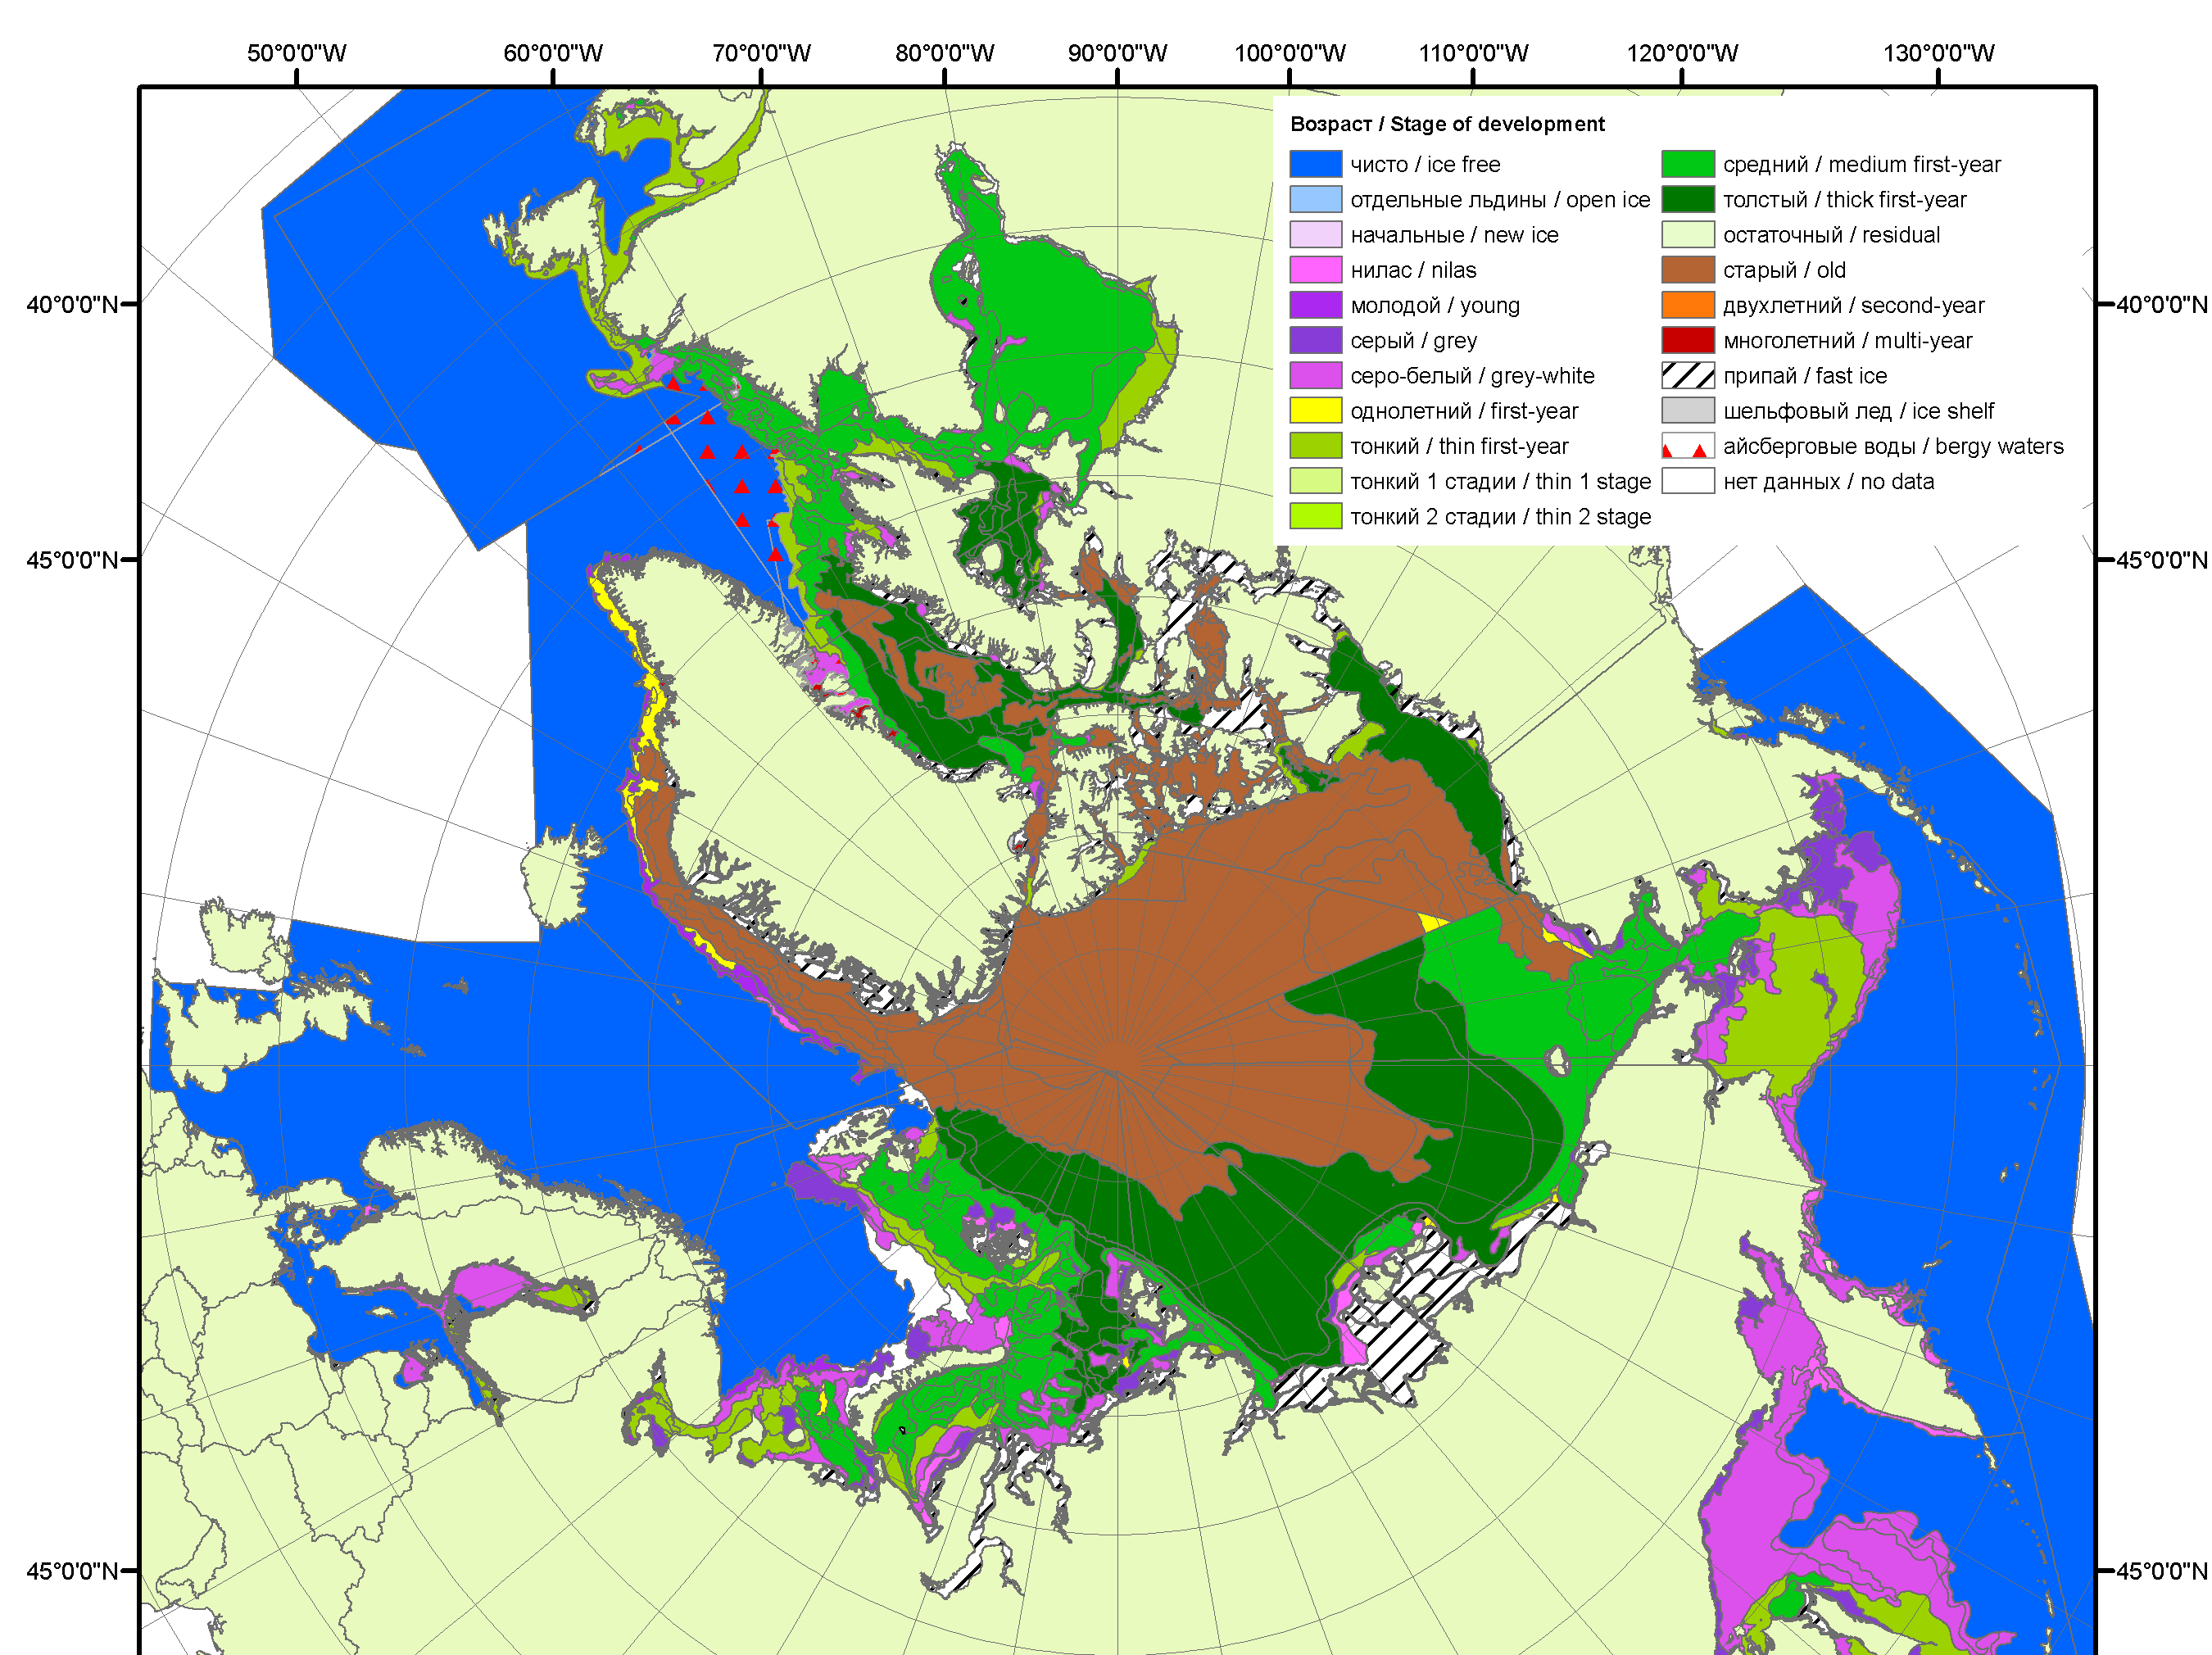 50°0'0"W 60°0'0"W 70°0'0"W 80°0'0"W 90°0'0"W 100°0'0"W 110°0'0"W 120°0'0"W 130°0'0"W
Возраст / Stage of development
чисто / ice free
отдельные льдины / open ice
начальные / new ice
нилас / nilas
молодой / young
серый / grey
серо-белый / grey-white
однолетний / first-year
тонкий / thin first-year
тонкий 1 стадии / thin 1 stage
тонкий 2 стадии / thin 2 stage
средний / medium first-year
толстый / thick first-year
остаточный / residual
старый / old
двухлетний / second-year
многолетний / multi-year
припай / fast ice
шельфовый лед / ice shelf
айсберговые воды / bergy waters
нет данных / no data
40°0'0"N 40°0'0"N
45°0'0"N 45°0'0"N
45°0'0"N 45°0'0"N